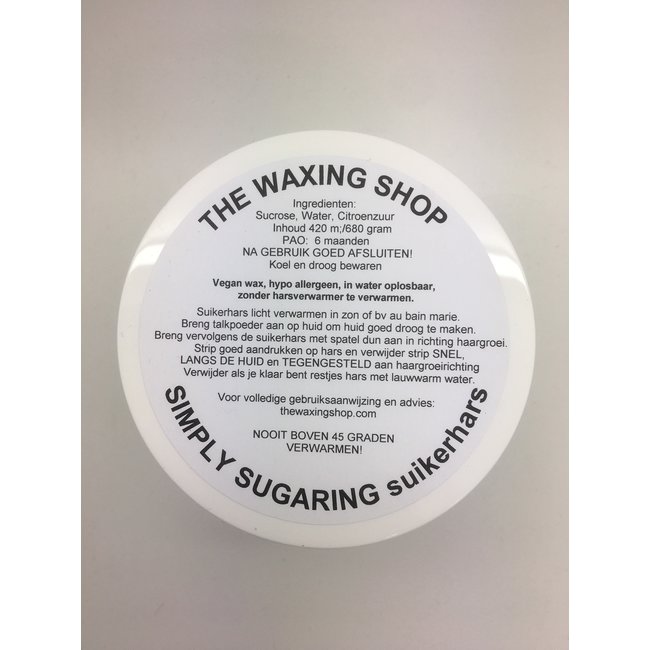 THE WAXING SHOP
Ingredienten:
Sucrose, Water, Citroenzuur
Inhoud 420 m;/680 gram
PAO: 6 maanden
NA GEBRUIK GOED AFSLUITEN!
Koel en droog bewaren
Vegan wax, hypo allergeen, in water oplosbaar,
zonder harsverwarmer te verwarmen.
Suikerhars licht verwarmen in zon of bv au bain marie.
Breng talkpoeder aan op huid om huid goed droog te maken.
Breng vervolgens de suikerhars met spatel dun aan in richting haargroei.
Strip goed aandrukken op hars en verwijder strip SNEL,
LANGS DE HUID en TEGENGESTELD aan haargroeirichting
Verwijder als je klaar bent restjes hars met lauwwarm water.
Voor volledige gebruiksaanwijzing en advies:
thewaxingshop.com
NOOIT BOVEN 45 GRADEN
VERWARMEN!
SIMPLY SUGARING suikerhars